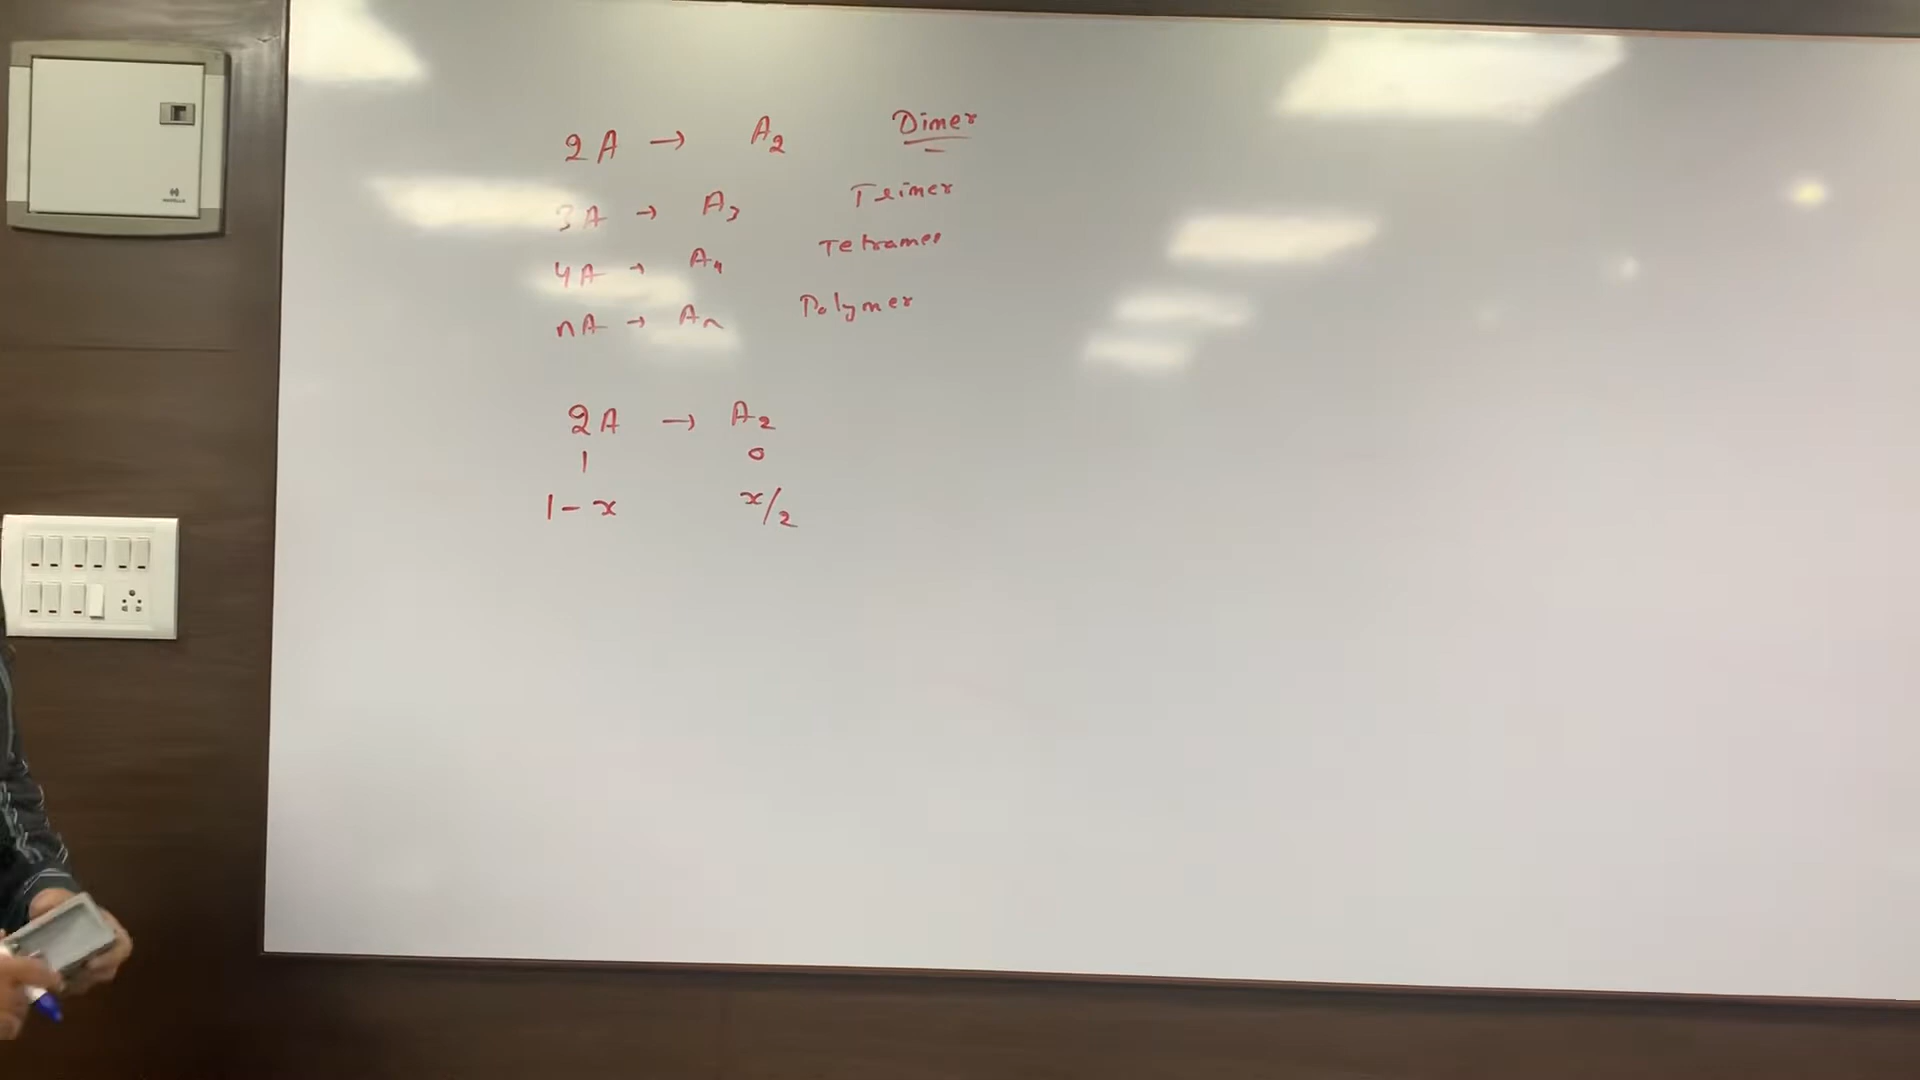 2A → A₂ Dimer
3A → A₃ Trimer
4A → A₄ Tetramer
nA → Aₙ Polymer
2A → A₂
1 0
1 - x x/2